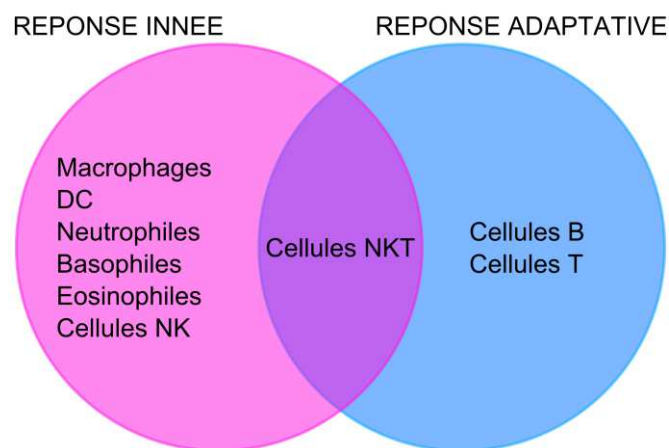 REPONSE INNEE
REPONSE ADAPTATIVE
Macrophages
DC
Neutrophiles
Basophiles
Eosinophiles
Cellules NK
Cellules NKT
Cellules B
Cellules T